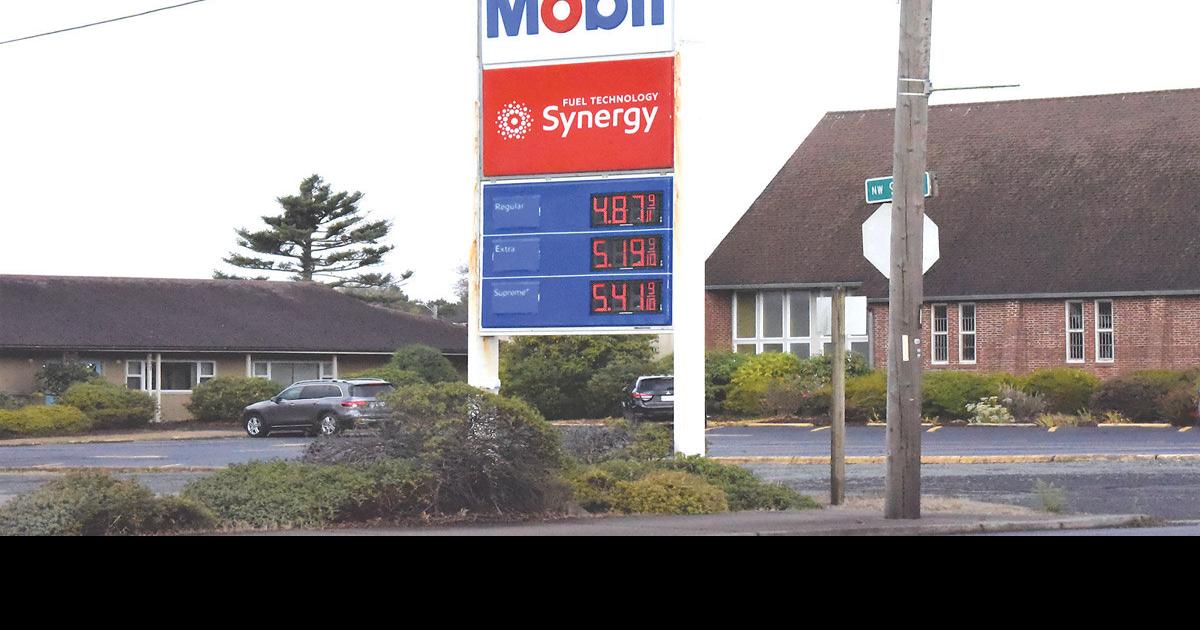 Mobil
FUEL TECHNOLOGY
Synergy
Regular 4.87 9/10
Extra 5.19 9/10
Supreme+ 5.41 9/10
NW